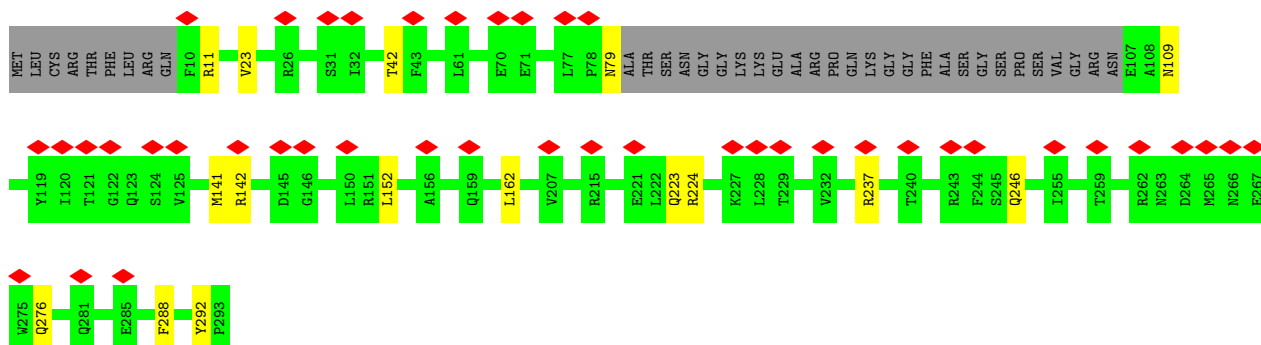 MET LEU CYS ARG THR PHE LEU ARG GLN F10 R11 V23 R26 S31 I32 T42 F43 L61 E70 E71 L77 P78 N79 ALA THR SER ASN GLY GLY LYS LYS GLU ALA ARG PRO GLN LYS GLY GLY PHE ALA SER GLY SER PRO SER VAL GLY ARG ASN E107 A108 N109
Y119 I120 T121 G122 Q123 S124 V125 M141 R142 D145 G146 L150 R151 L152 A156 Q159 L162 V207 R215 E221 L222 Q223 R224 K227 L228 T229 V232 R237 T240 R243 F244 S245 Q246 I255 T259 R262 N263 D264 M265 N266 E267
W275 Q276 Q281 E285 F288 Y292 P293